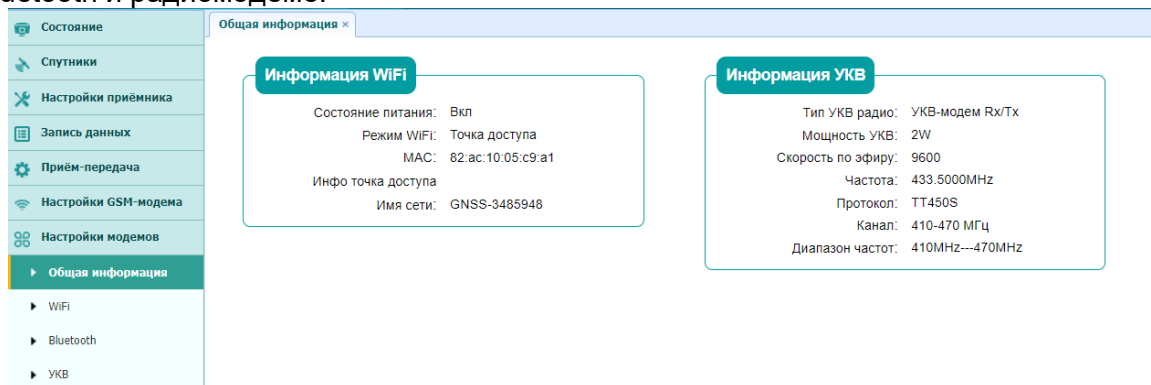 uetooth и радиомодеме.
Состояние
Спутники
Настройки приёмника
Запись данных
Приём-передача
Настройки GSM-модема
Настройки модемов
Общая информация
WiFi
Bluetooth
УКВ
Общая информация ×
Информация WiFi
Состояние питания: Вкл
Режим WiFi: Точка доступа
MAC: 82:ac:10:05:c9:a1
Инфо точка доступа
Имя сети: GNSS-3485948
Информация УКВ
Тип УКВ радио: УКВ-модем Rx/Tx
Мощность УКВ: 2W
Скорость по эфиру: 9600
Частота: 433.5000MHz
Протокол: TT450S
Канал: 410-470 МГц
Диапазон частот: 410MHz---470MHz